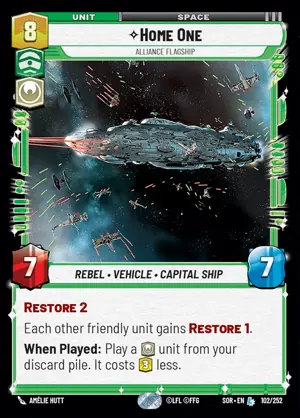 UNIT
SPACE
8
HOME ONE
ALLIANCE FLAGSHIP
7
7
REBEL • VEHICLE • CAPITAL SHIP
RESTORE 2
Each other friendly unit gains RESTORE 1.
When Played: Play a unit from your
discard pile. It costs 3 less.
AMÉLIE HUTT
©LFL ©FFG
SOR • EN
L
102/252